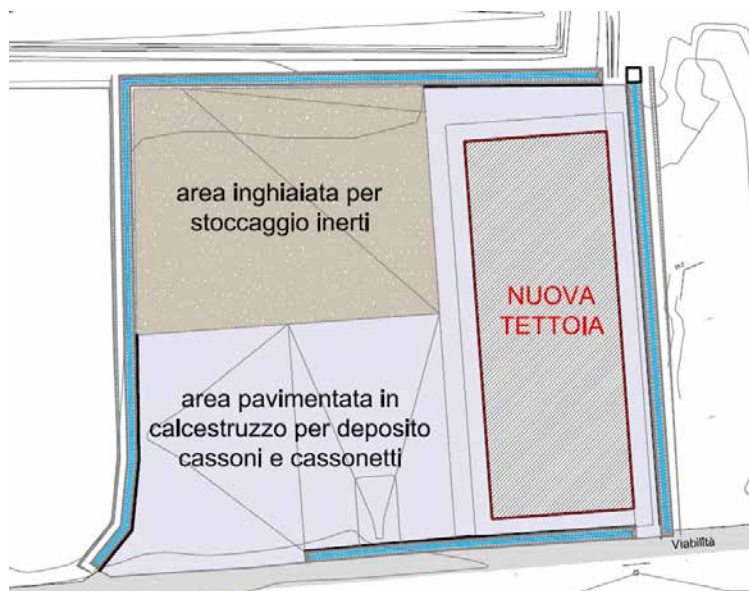 area inghiaiata per
stoccaggio inerti
NUOVA
TETTOIA
area pavimentata in
calcestruzzo per deposito
cassoni e cassonetti
Viabilità